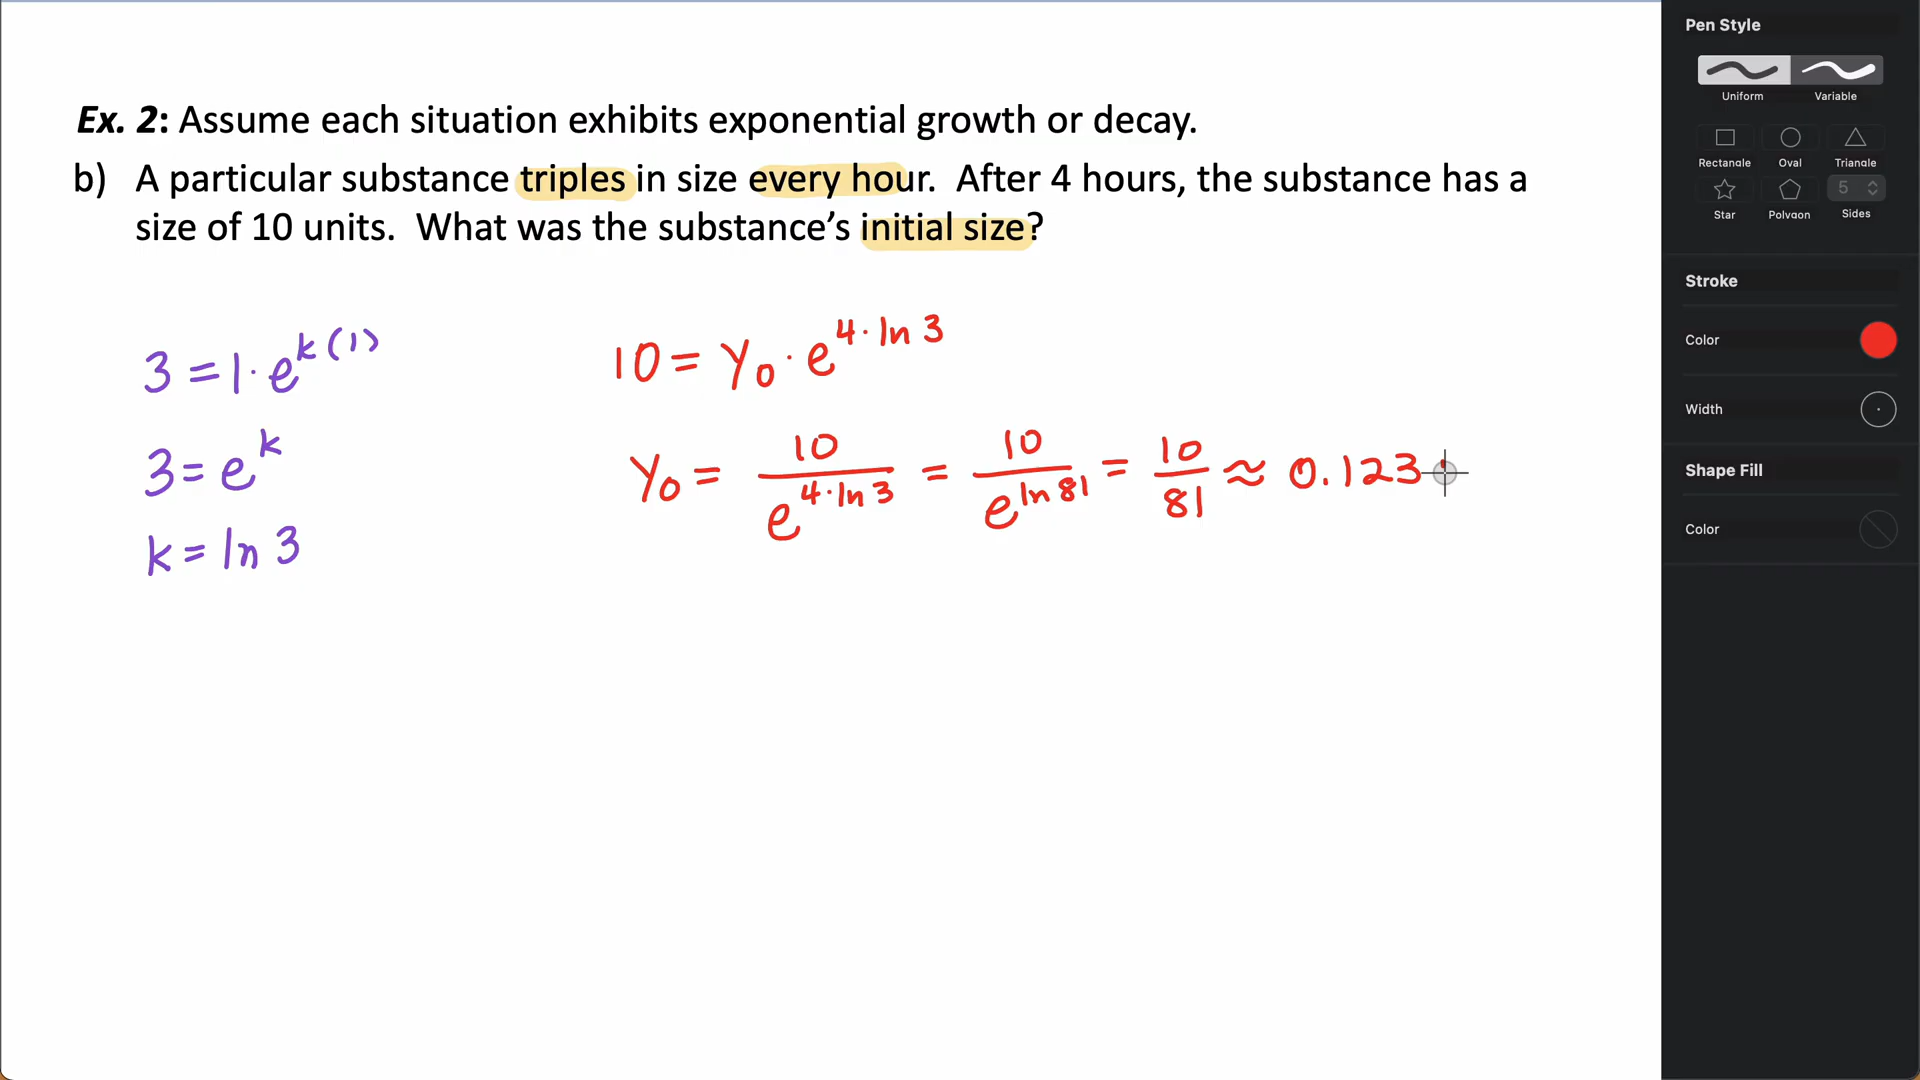 Ex. 2: Assume each situation exhibits exponential growth or decay.
b) A particular substance triples in size every hour. After 4 hours, the substance has a
size of 10 units. What was the substance's initial size?
3 = 1 · e^{k(1)}
3 = e^k
k = ln 3
10 = y₀ · e^{4 · ln 3}
y₀ = 10/e^{4 · ln 3} = 10/e^{ln 81} = 10/81 ≈ 0.123
Pen Style
Uniform Variable
Rectangle Oval Triangle
5
Star Polygon Sides
Stroke
Color
Width
Shape Fill
Color